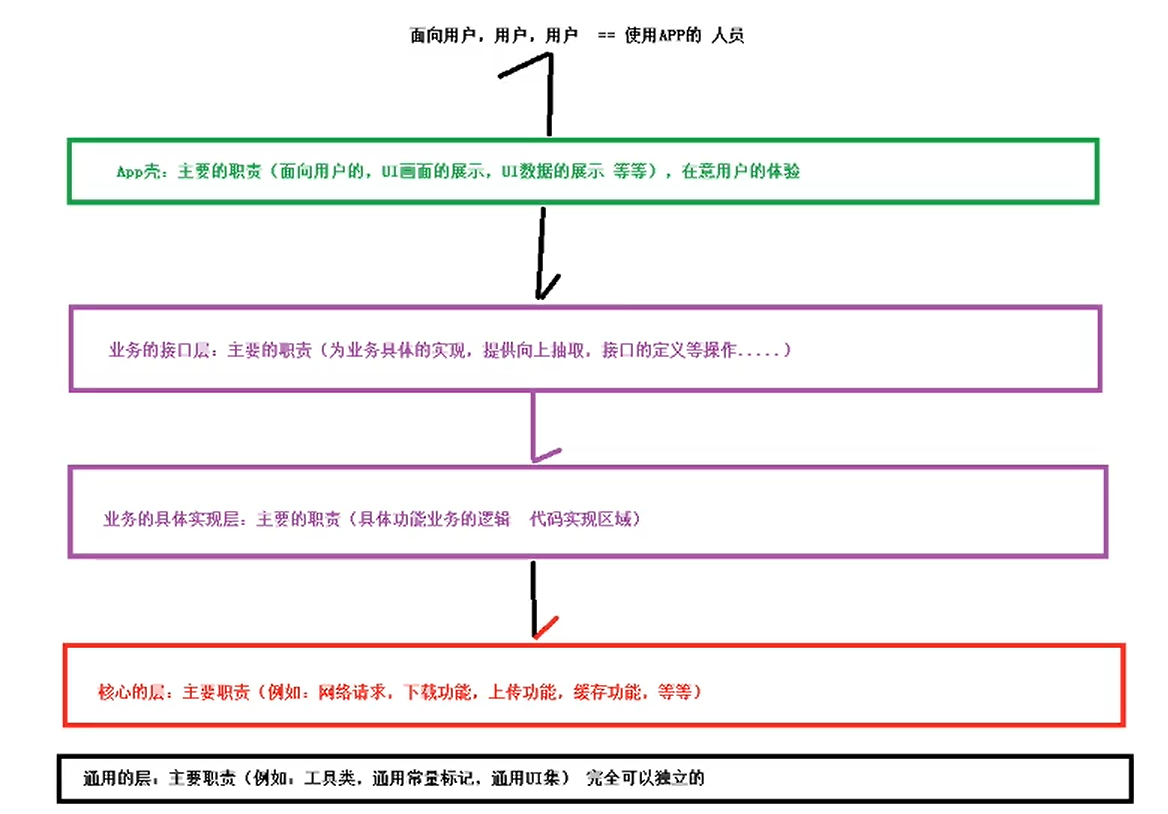 面向用户，用户，用户 == 使用APP的 人员
App壳：主要的职责（面向用户的，UI画面的展示，UI数据的展示 等等），在意用户的体验
业务的接口层：主要的职责（为业务具体的实现，提供向上抽取，接口的定义等操作.....）
业务的具体实现层：主要的职责（具体功能业务的逻辑 代码实现区域）
核心的层：主要职责（例如：网络请求，下载功能，上传功能，缓存功能，等等）
通用的层：主要职责（例如：工具类，通用常量标记，通用UI集） 完全可以独立的